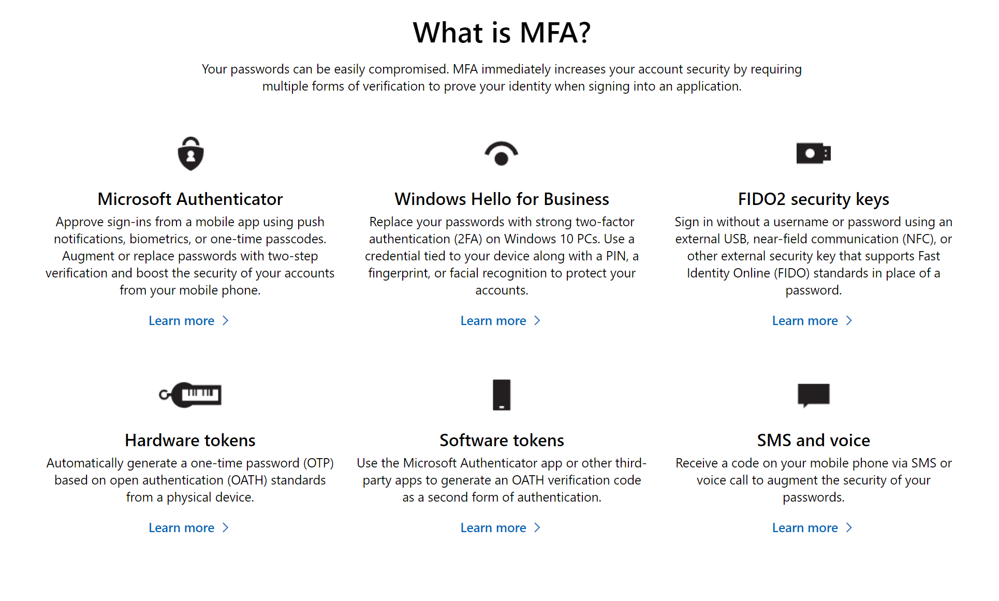 What is MFA?
Your passwords can be easily compromised. MFA immediately increases your account security by requiring
multiple forms of verification to prove your identity when signing into an application.
Microsoft Authenticator
Approve sign-ins from a mobile app using push
notifications, biometrics, or one-time passcodes.
Augment or replace passwords with two-step
verification and boost the security of your accounts
from your mobile phone.
Learn more
Windows Hello for Business
Replace your passwords with strong two-factor
authentication (2FA) on Windows 10 PCs. Use a
credential tied to your device along with a PIN, a
fingerprint, or facial recognition to protect your
accounts.
Learn more
FIDO2 security keys
Sign in without a username or password using an
external USB, near-field communication (NFC), or
other external security key that supports Fast
Identity Online (FIDO) standards in place of a
password.
Learn more
Hardware tokens
Automatically generate a one-time password (OTP)
based on open authentication (OATH) standards
from a physical device.
Learn more
Software tokens
Use the Microsoft Authenticator app or other third-
party apps to generate an OATH verification code
as a second form of authentication.
Learn more
SMS and voice
Receive a code on your mobile phone via SMS or
voice call to augment the security of your
passwords.
Learn more